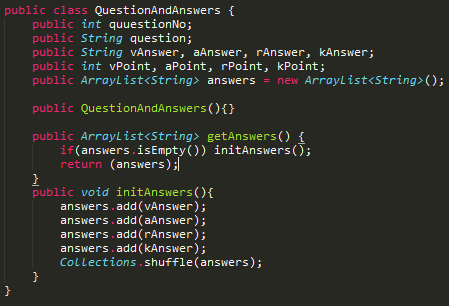 public class QuestionAndAnswers {
    public int quuestionNo;
    public String question;
    public String vAnswer, aAnswer, rAnswer, kAnswer;
    public int vPoint, aPoint, rPoint, kPoint;
    public ArrayList<String> answers = new ArrayList<String>();

    public QuestionAndAnswers(){}

    public ArrayList<String> getAnswers() {
        if(answers.isEmpty()) initAnswers();
        return (answers);
    }
    public void initAnswers(){
        answers.add(vAnswer);
        answers.add(aAnswer);
        answers.add(rAnswer);
        answers.add(kAnswer);
        Collections.shuffle(answers);
    }
}